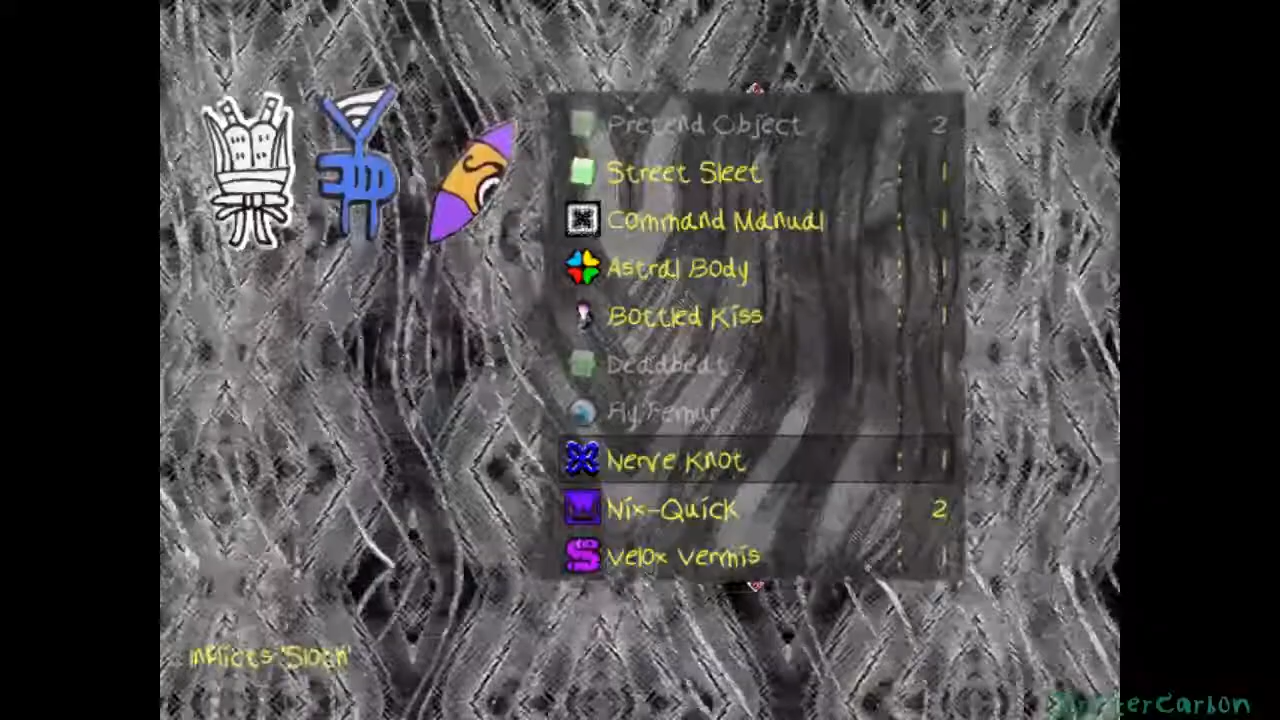 Pretend Object : 2
Street Sleet : 1
Command Manual : 1
Astral Body : 1
Bottled Kiss : 1
Deadbeat
Fly Femur
Nerve Knot : 1
Nix-Quick 2
Velox Vermis : 1
Inflicts 'Sloth'